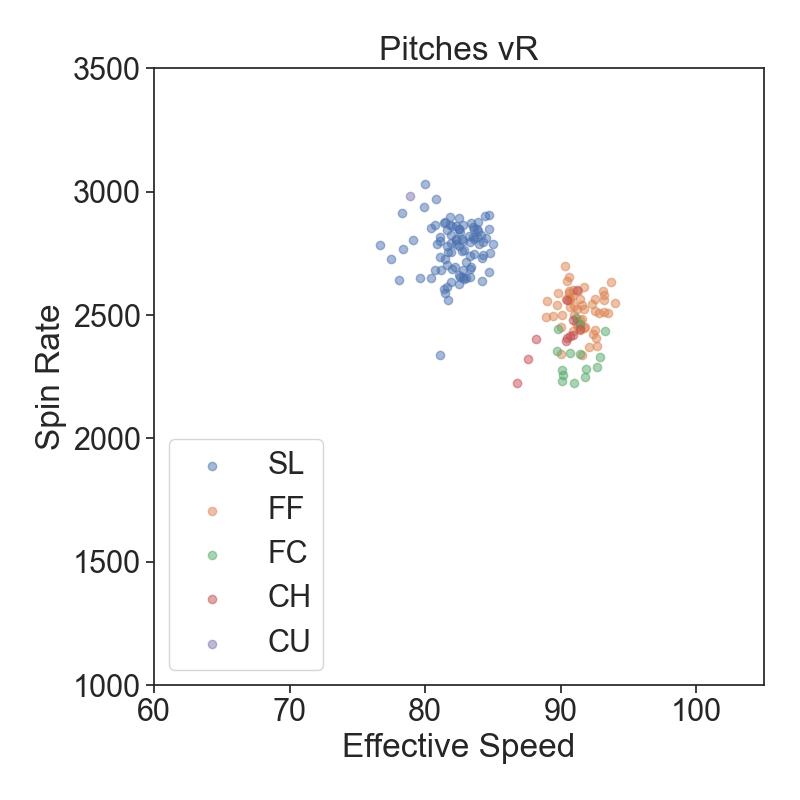 Pitches vR
3500
3000
2500
2000
1500
1000
Spin Rate
SL
FF
FC
CH
CU
60 70 80 90 100
Effective Speed